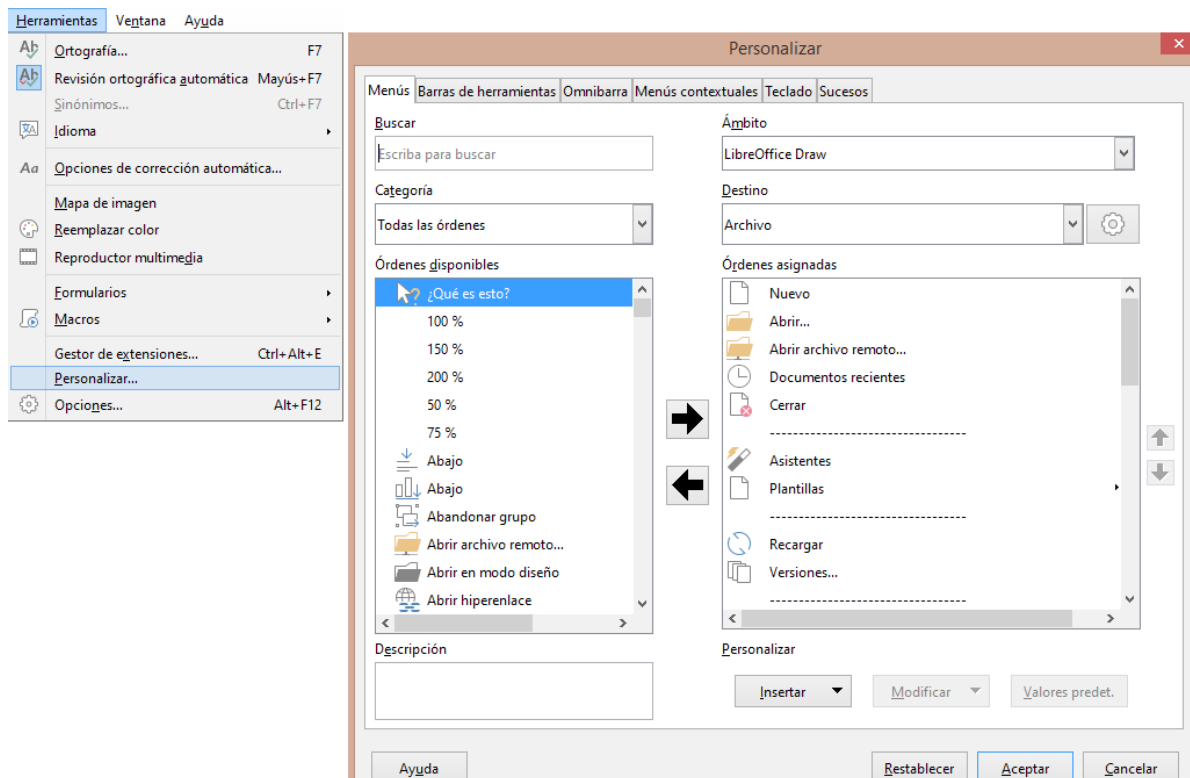 Herramientas Ventana Ayuda
Ortografía... F7
Revisión ortográfica automática Mayús+F7
Sinónimos... Ctrl+F7
Idioma
Opciones de corrección automática...
Mapa de imagen
Reemplazar color
Reproductor multimedia
Formularios
Macros
Gestor de extensiones... Ctrl+Alt+E
Personalizar...
Opciones... Alt+F12
Personalizar
Menús Barras de herramientas Omnibarra Menús contextuales Teclado Sucesos
Buscar
Escriba para buscar
Categoría
Todas las órdenes
Órdenes disponibles
¿Qué es esto?
100 %
150 %
200 %
50 %
75 %
Abajo
Abajo
Abandonar grupo
Abrir archivo remoto...
Abrir en modo diseño
Abrir hiperenlace
Descripción
Ámbito
LibreOffice Draw
Destino
Archivo
Órdenes asignadas
Nuevo
Abrir...
Abrir archivo remoto...
Documentos recientes
Cerrar
----------------------------------
Asistentes
Plantillas
----------------------------------
Recargar
Versiones...
----------------------------------
Personalizar
Insertar Modificar Valores predet.
Ayuda Restablecer Aceptar Cancelar